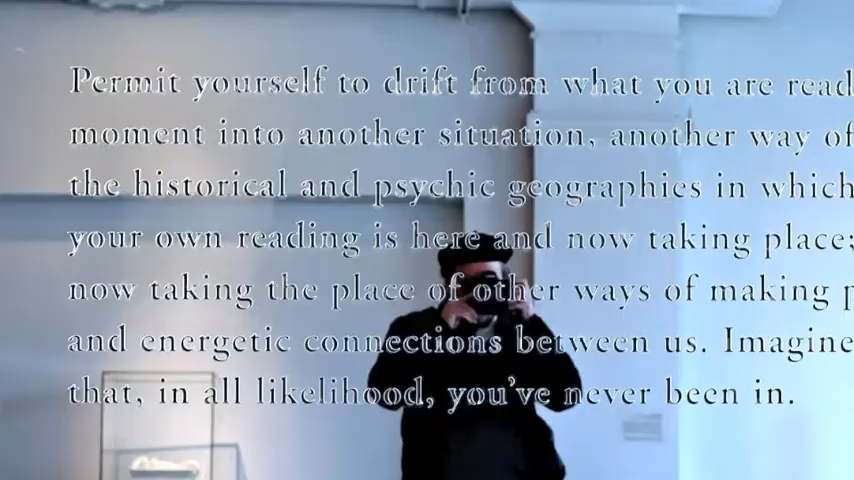 Permit yourself to drift from what you are read
moment into another situation, another way of
the historical and psychic geographies in which
your own reading is here and now taking place;
now taking the place of other ways of making p
and energetic connections between us. Imagine
that, in all likelihood, you've never been in.